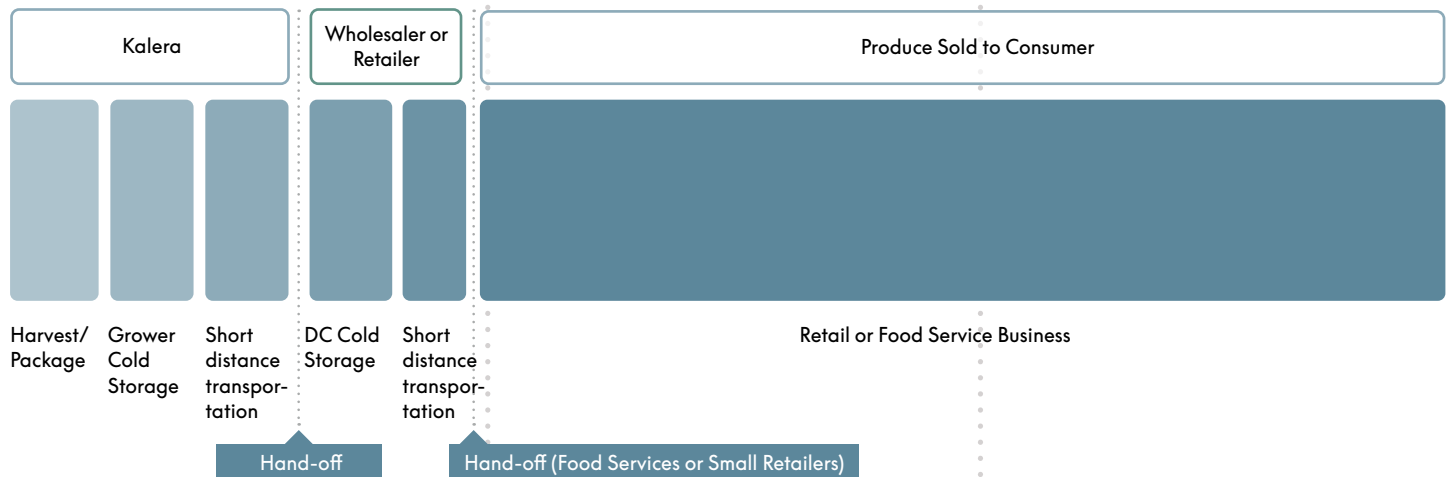 Kalera
Wholesaler or
Retailer
Produce Sold to Consumer
Harvest/
Package
Grower
Cold
Storage
Short
distance
transpor-
tation
DC Cold
Storage
Short
distance
transpor-
tation
Retail or Food Service Business
Hand-off
Hand-off (Food Services or Small Retailers)